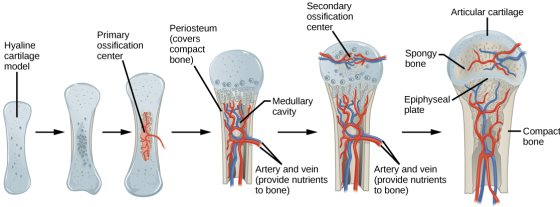 Hyaline
cartilage
model
Primary
ossification
center
Periosteum
(covers
compact
bone)
Medullary
cavity
Artery and vein
(provide nutrients
to bone)
Secondary
ossification
center
Artery and vein
(provide nutrients
to bone)
Articular cartilage
Spongy
bone
Epiphyseal
plate
Compact
bone